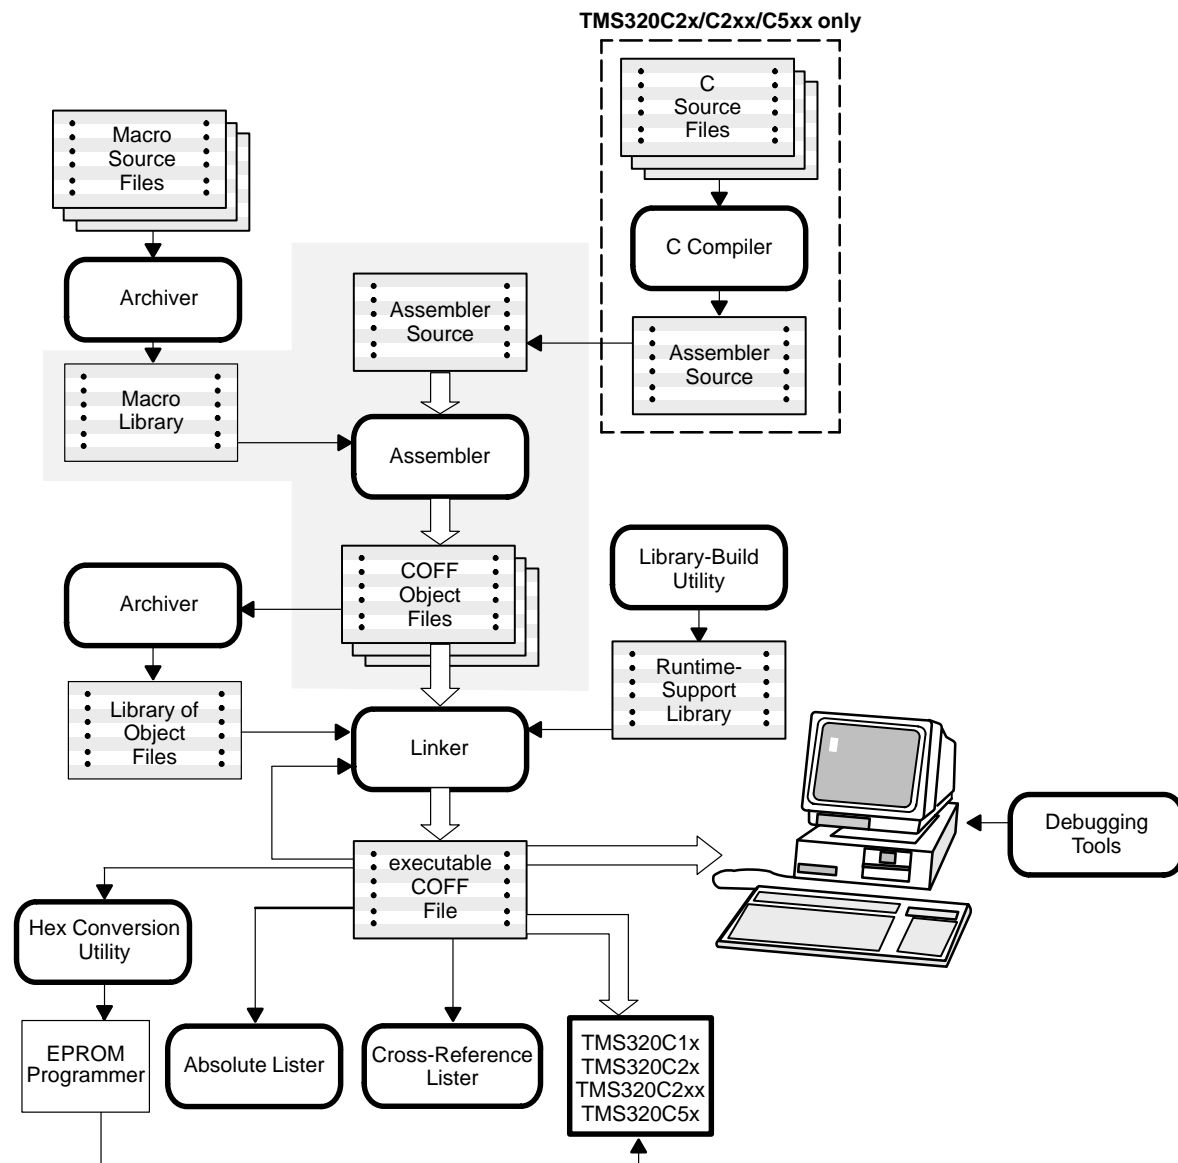 TMS320C2x/C2xx/C5xx only
C
Source
Files
Macro
Source
Files
C Compiler
Archiver
Assembler
Source
Assembler
Source
Macro
Library
Assembler
Library-Build
Utility
COFF
Object
Files
Archiver
Runtime-
Support
Library
Library of
Object
Files
Linker
Debugging
Tools
executable
COFF
File
Hex Conversion
Utility
EPROM
Programmer
Absolute Lister
Cross-Reference
Lister
TMS320C1x
TMS320C2x
TMS320C2xx
TMS320C5x